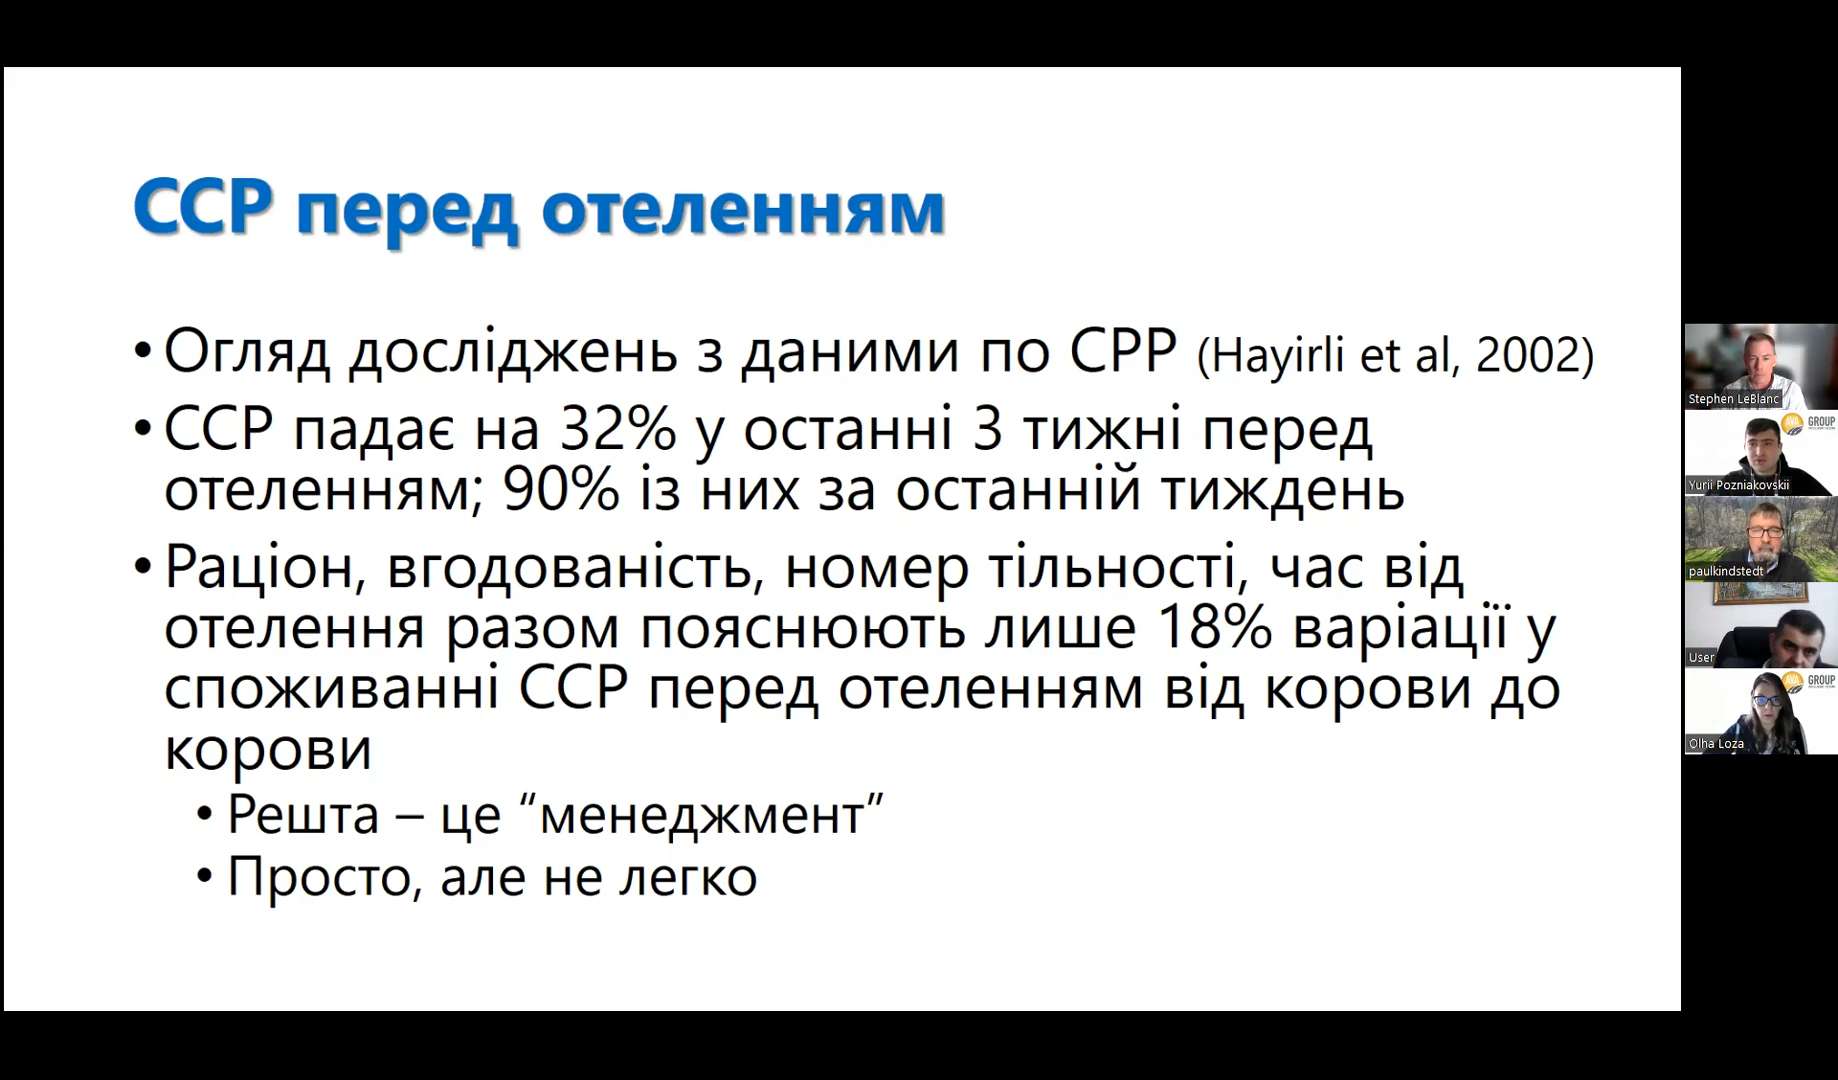 ССР перед отеленням
• Огляд досліджень з даними по СРР (Hayirli et al, 2002)
• ССР падає на 32% у останні 3 тижні перед
отеленням; 90% із них за останній тиждень
• Раціон, вгодованість, номер тільності, час від
отелення разом пояснюють лише 18% варіації у
споживанні ССР перед отеленням від корови до
корови
• Решта – це “менеджмент”
• Просто, але не легко
Stephen LeBlanc
AVA GROUP
Yurii Pozniakovskii
paulkindstedt
User
AVA GROUP
Olha Loza